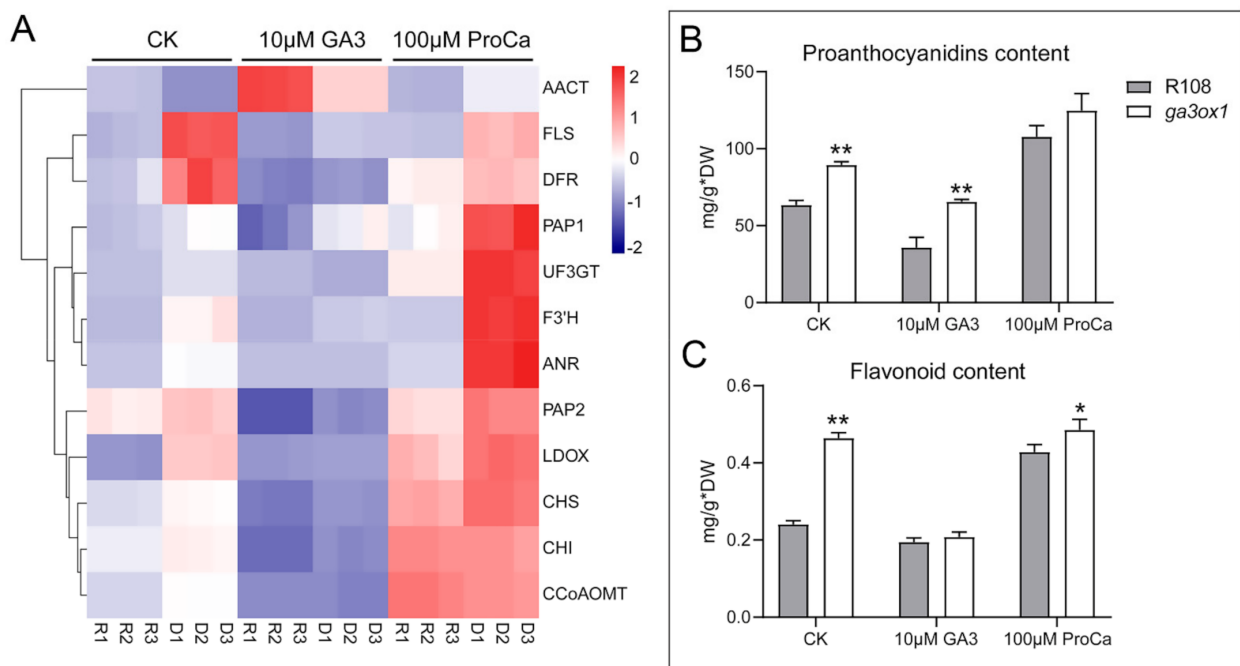 A
CK
10μM GA3
100μM ProCa
AACT
FLS
DFR
PAP1
UF3GT
F3'H
ANR
PAP2
LDOX
CHS
CHI
CCoAOMT
R1 R2 R3 D1 D2 D3 R1 R2 R3 D1 D2 D3 R1 R2 R3 D1 D2 D3
2
1
0
-1
-2
B
Proanthocyanidins content
mg/g*DW
150
100
50
0
**
**
CK
10μM GA3
100μM ProCa
R108
ga3ox1
C
Flavonoid content
mg/g*DW
0.6
0.4
0.2
0.0
**
*
CK
10μM GA3
100μM ProCa